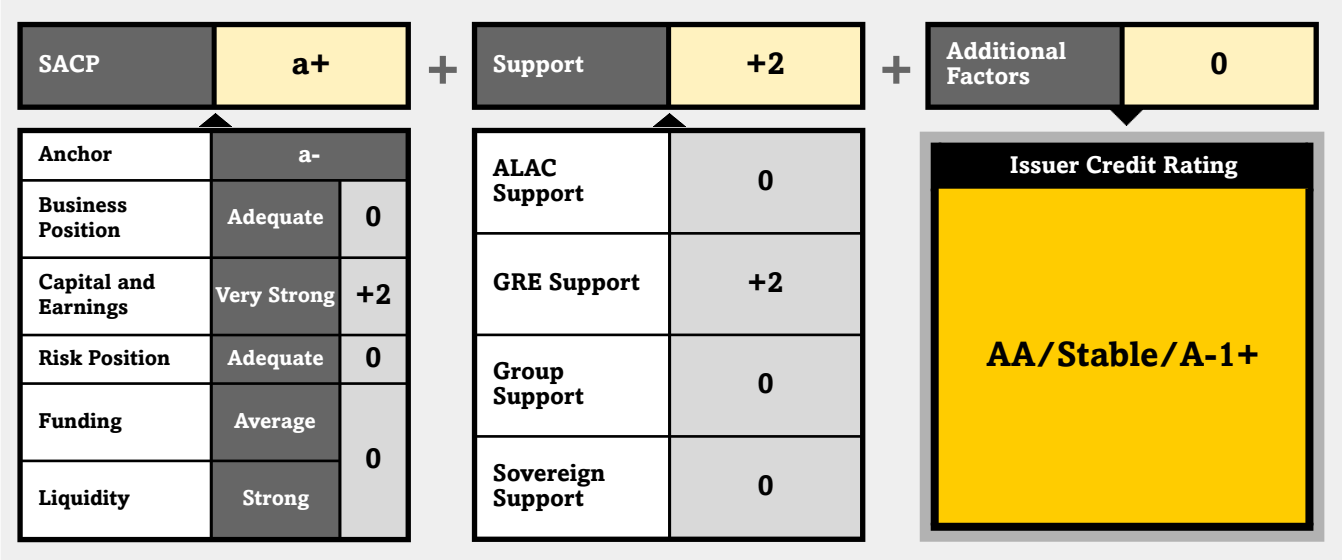 SACP
a+
+
Support
+2
+
Additional
Factors
0
Anchor
a-
Business
Position
Adequate
0
Capital and
Earnings
Very Strong
+2
Risk Position
Adequate
0
Funding
Average
0
Liquidity
Strong
ALAC
Support
0
GRE Support
+2
Group
Support
0
Sovereign
Support
0
Issuer Credit Rating
AA/Stable/A-1+